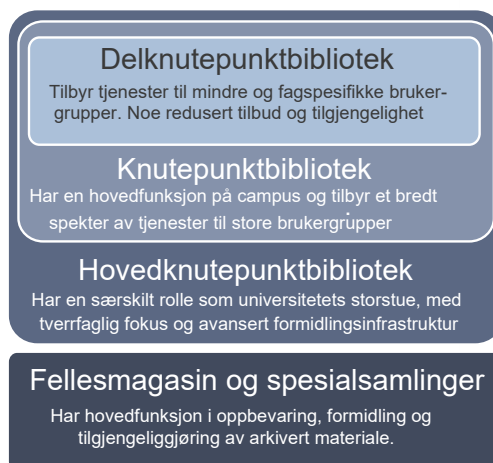 Delknutepunktbibliotek
Tilbyr tjenester til mindre og fagspesifikke bruker-
grupper. Noe redusert tilbud og tilgjengelighet
Knutepunktbibliotek
Har en hovedfunksjon på campus og tilbyr et bredt
spekter av tjenester til store brukergrupper
Hovedknutepunktbibliotek
Har en særskilt rolle som universitetets storstue, med
tverrfaglig fokus og avansert formidlingsinfrastruktur
Fellesmagasin og spesialsamlinger
Har hovedfunksjon i oppbevaring, formidling og
tilgjengeliggjøring av arkivert materiale.